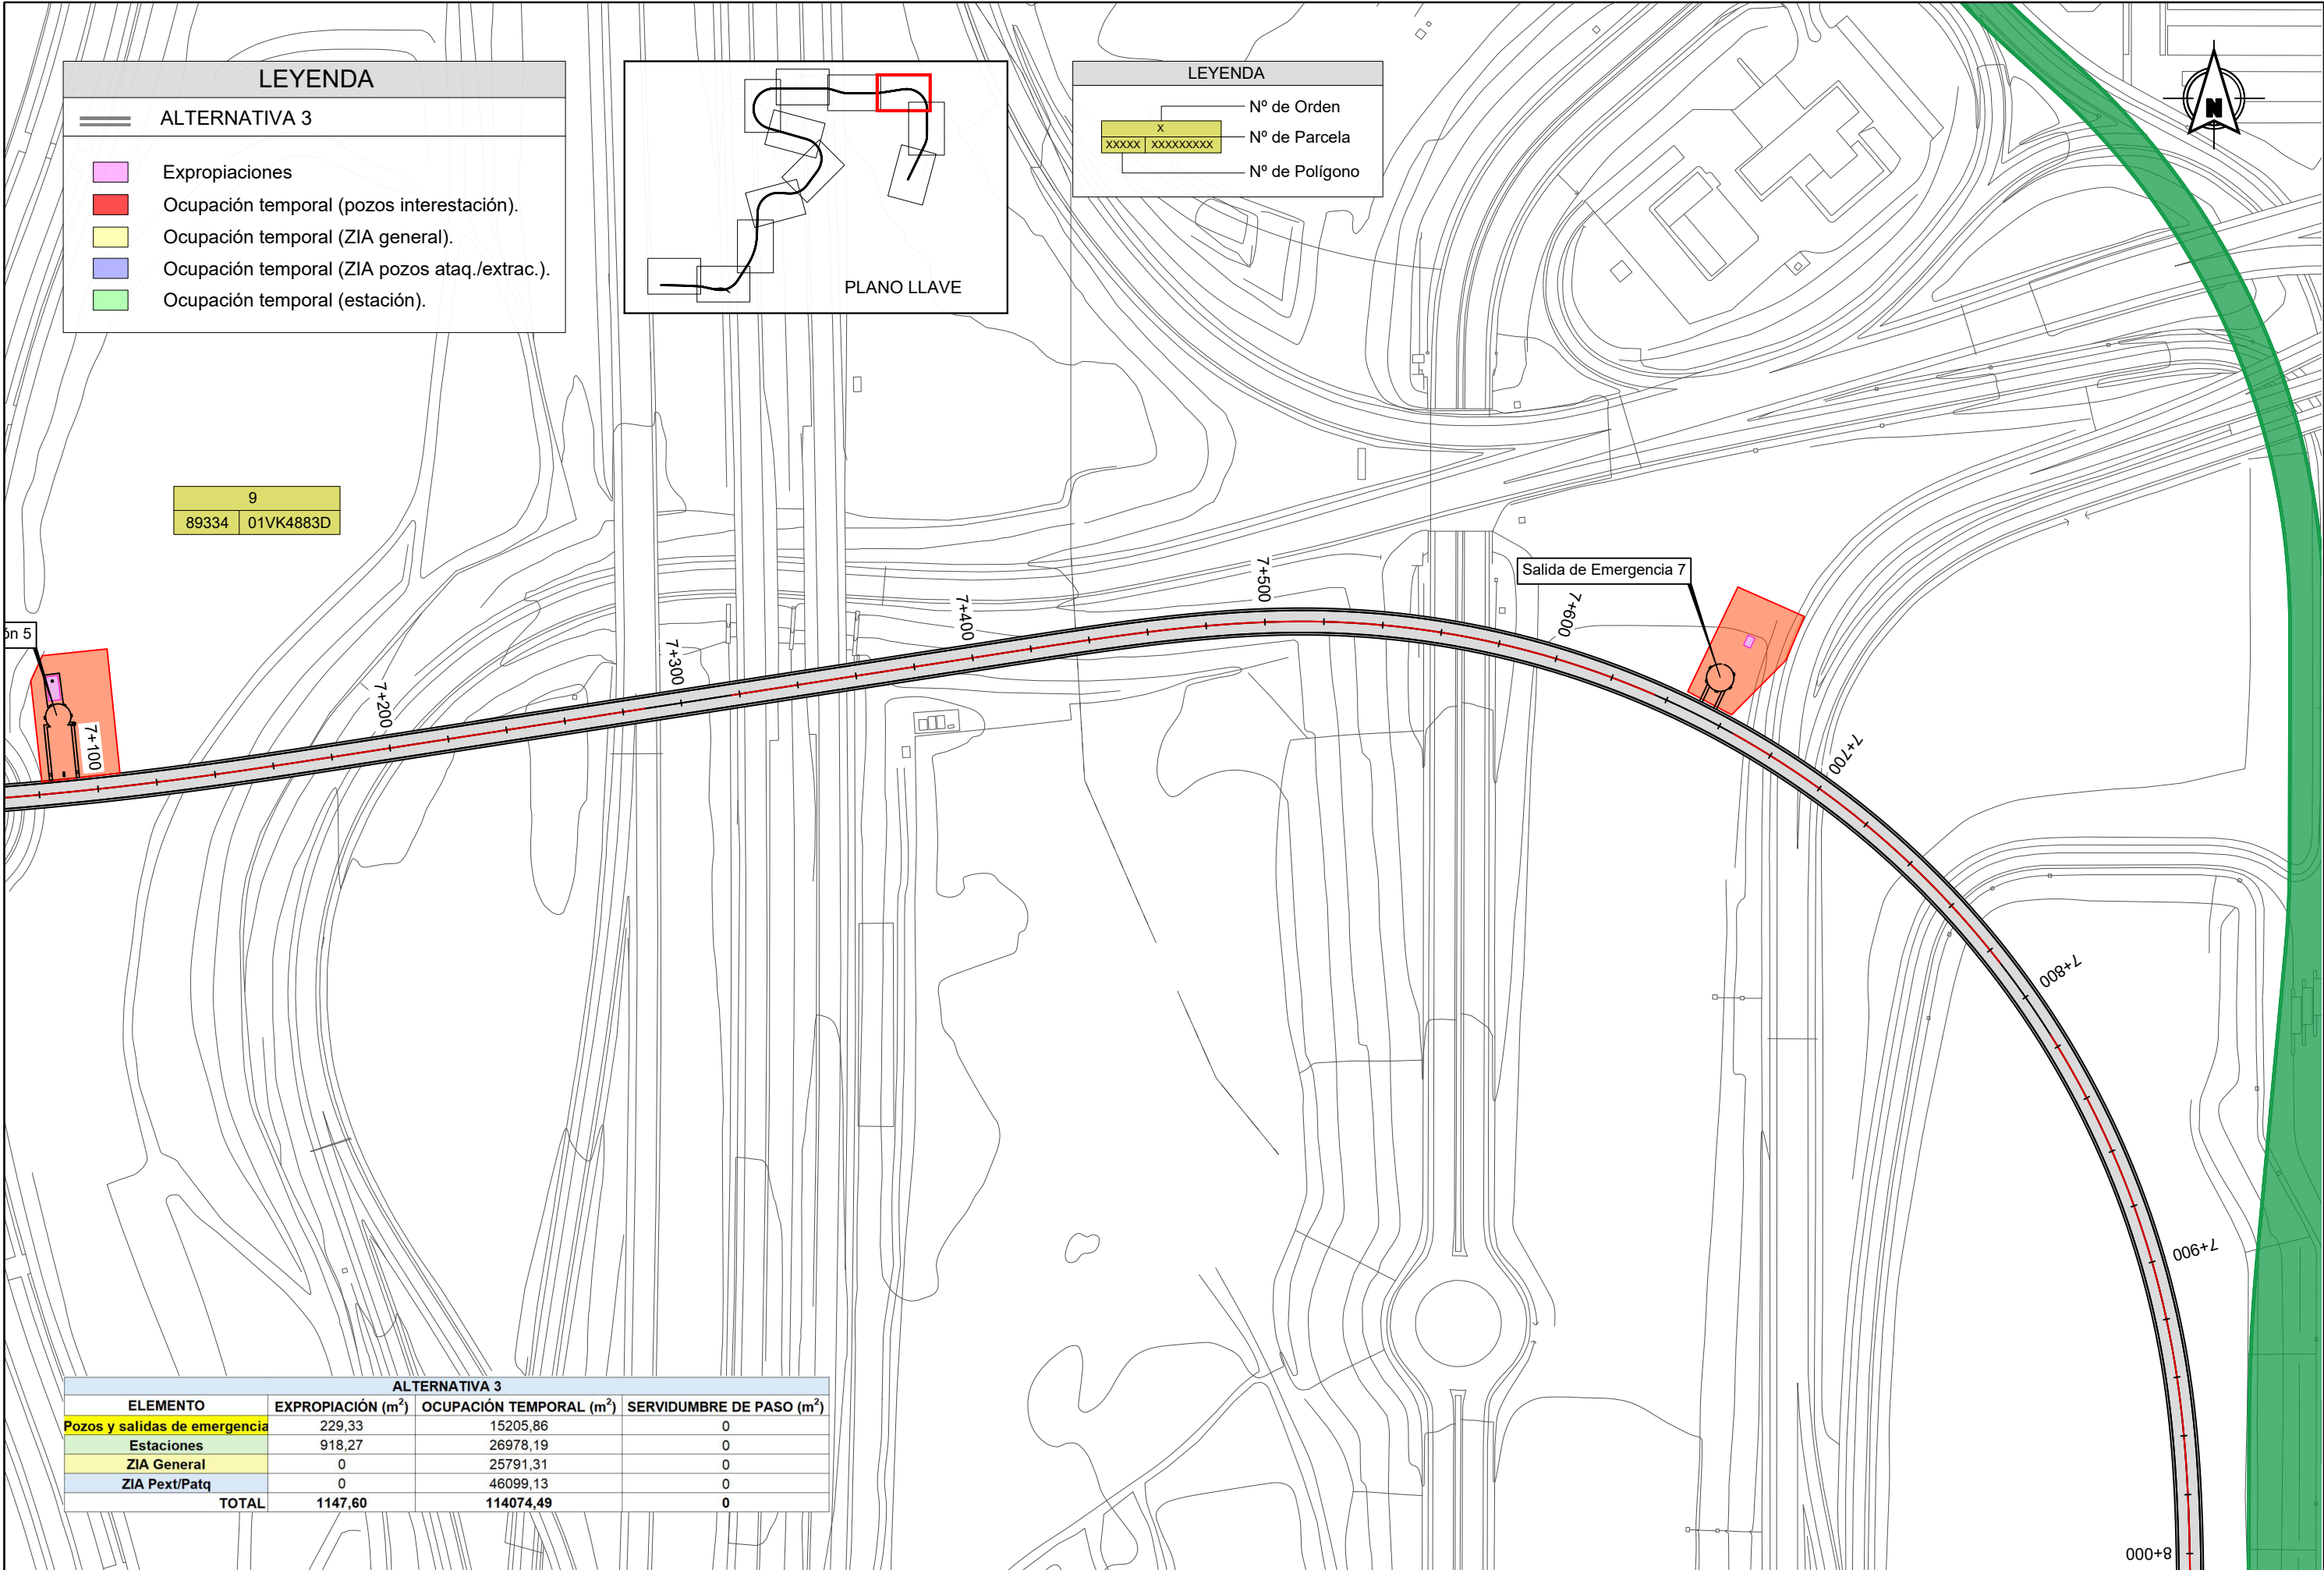 LEYENDA
ALTERNATIVA 3
Expropiaciones
Ocupación temporal (pozos interestación).
Ocupación temporal (ZIA general).
Ocupación temporal (ZIA pozos ataq./extrac.).
Ocupación temporal (estación).
PLANO LLAVE
LEYENDA
Nº de Orden
X
Nº de Parcela
XXXXX XXXXXXXXX
Nº de Polígono
N
9
89334 01VK4883D
ón 5
7+100
7+200
7+300
7+400
7+500
7+600
Salida de Emergencia 7
7+700
7+800
7+900
8+000
ALTERNATIVA 3
ELEMENTO EXPROPIACIÓN (m²) OCUPACIÓN TEMPORAL (m²) SERVIDUMBRE DE PASO (m²)
Pozos y salidas de emergencia 229,33 15205,86 0
Estaciones 918,27 26978,19 0
ZIA General 0 25791,31 0
ZIA Pext/Patq 0 46099,13 0
TOTAL 1147,60 114074,49 0